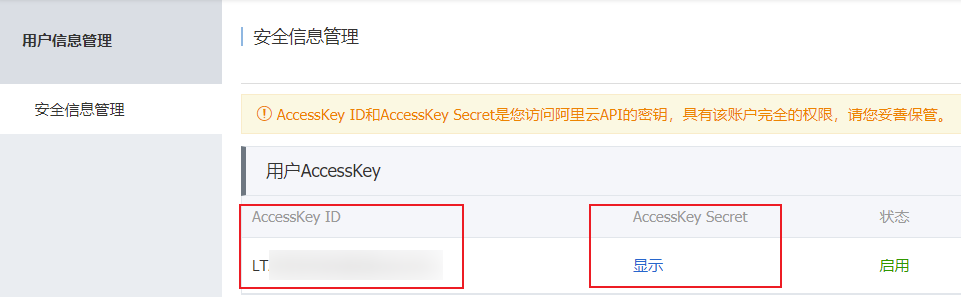 用户信息管理
安全信息管理
安全信息管理
AccessKey ID和AccessKey Secret是您访问阿里云API的密钥，具有该账户完全的权限，请您妥善保管。
用户AccessKey
AccessKey ID AccessKey Secret 状态
LT 显示 启用